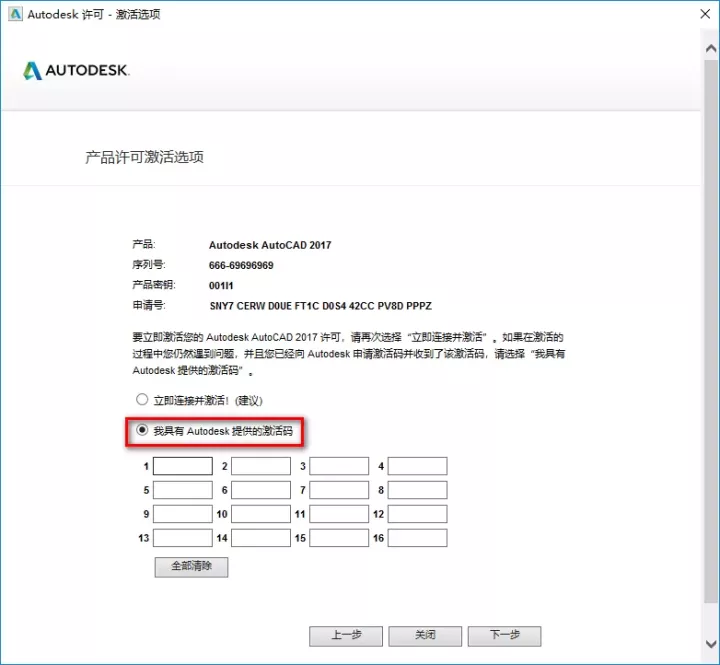 Autodesk 许可 - 激活选项
AUTODESK.
产品许可激活选项
产品: Autodesk AutoCAD 2017
序列号: 666-69696969
产品密钥: 001I1
申请号: SNY7 CERW D0UE FT1C D0S4 42CC PV8D PPPZ
要立即激活您的 Autodesk AutoCAD 2017 许可，请再次选择“立即连接并激活”。如果在激活的
过程中您仍然遇到问题，并且您已经向 Autodesk 申请激活码并收到了该激活码，请选择“我具有
Autodesk 提供的激活码”。
立即连接并激活! (建议)
我具有 Autodesk 提供的激活码
1 2 3 4
5 6 7 8
9 10 11 12
13 14 15 16
全部清除
上一步 关闭 下一步